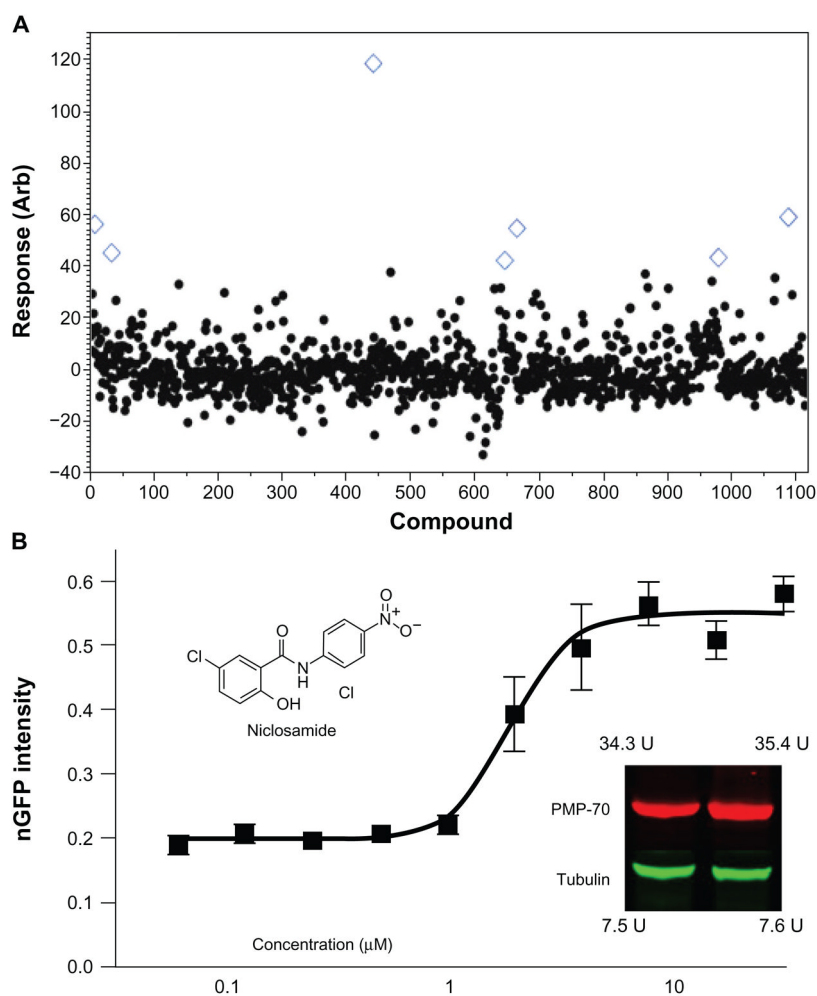 A
Response (Arb)
120
100
80
60
40
20
0
−20
−40
0 100 200 300 400 500 600 700 800 900 1000 1100
Compound
B
nGFP intensity
0.6
0.5
0.4
0.3
0.2
0.1
0.0
O
N+
O−
O
Cl
N
H
OH
Cl
Niclosamide
34.3 U 35.4 U
PMP-70
Tubulin
7.5 U 7.6 U
Concentration (μM)
0.1 1 10